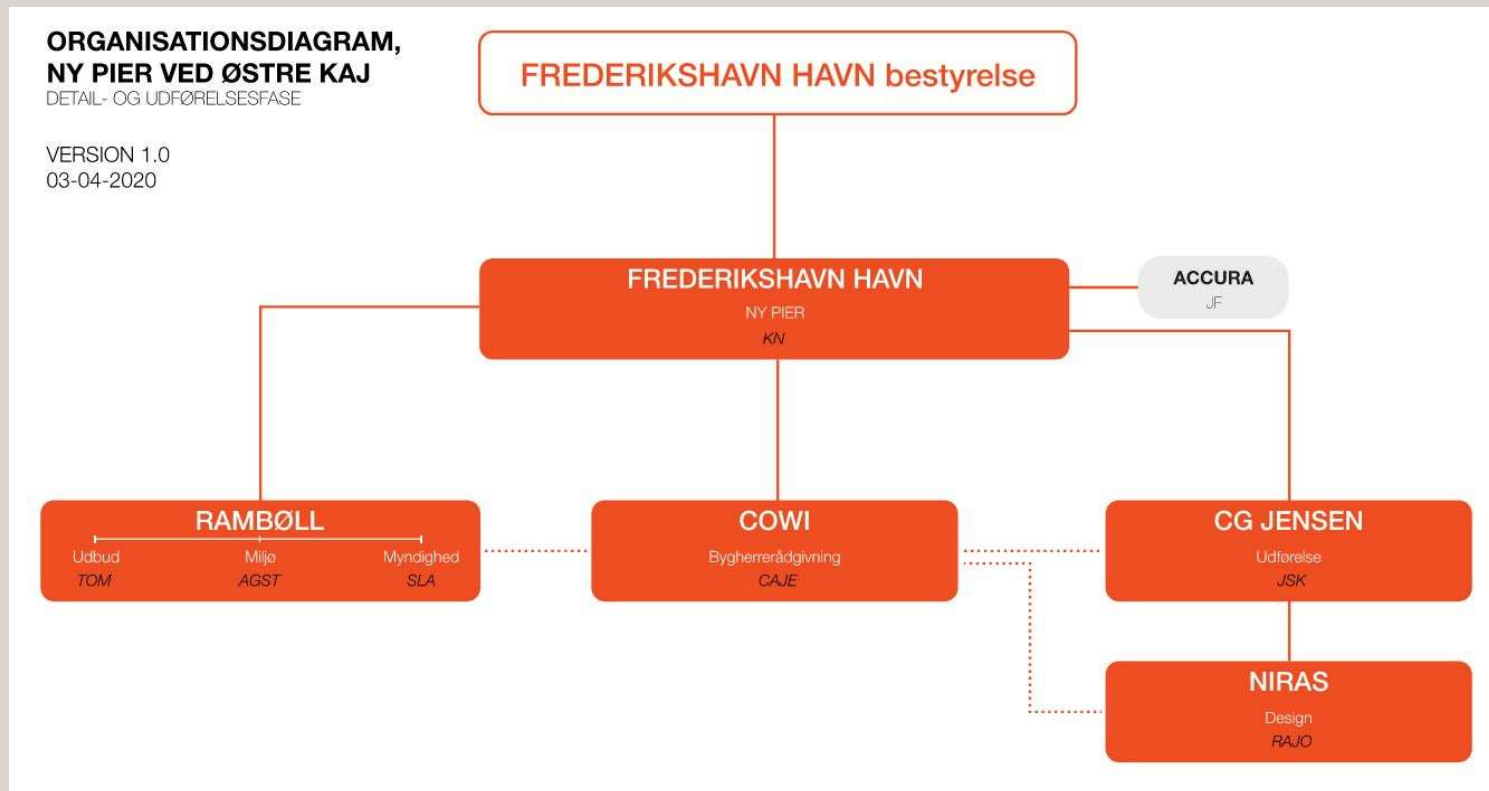 ORGANISATIONSDIAGRAM,
NY PIER VED ØSTRE KAJ
DETAIL- OG UDFØRELSESFASE
VERSION 1.0
03-04-2020
FREDERIKSHAVN HAVN bestyrelse
FREDERIKSHAVN HAVN
NY PIER
KN
ACCURA
JF
RAMBØLL
Udbud Miljø Myndighed
TOM AGST SLA
COWI
Bygherrerådgivning
CAJE
CG JENSEN
Udførelse
JSK
NIRAS
Design
RAJO